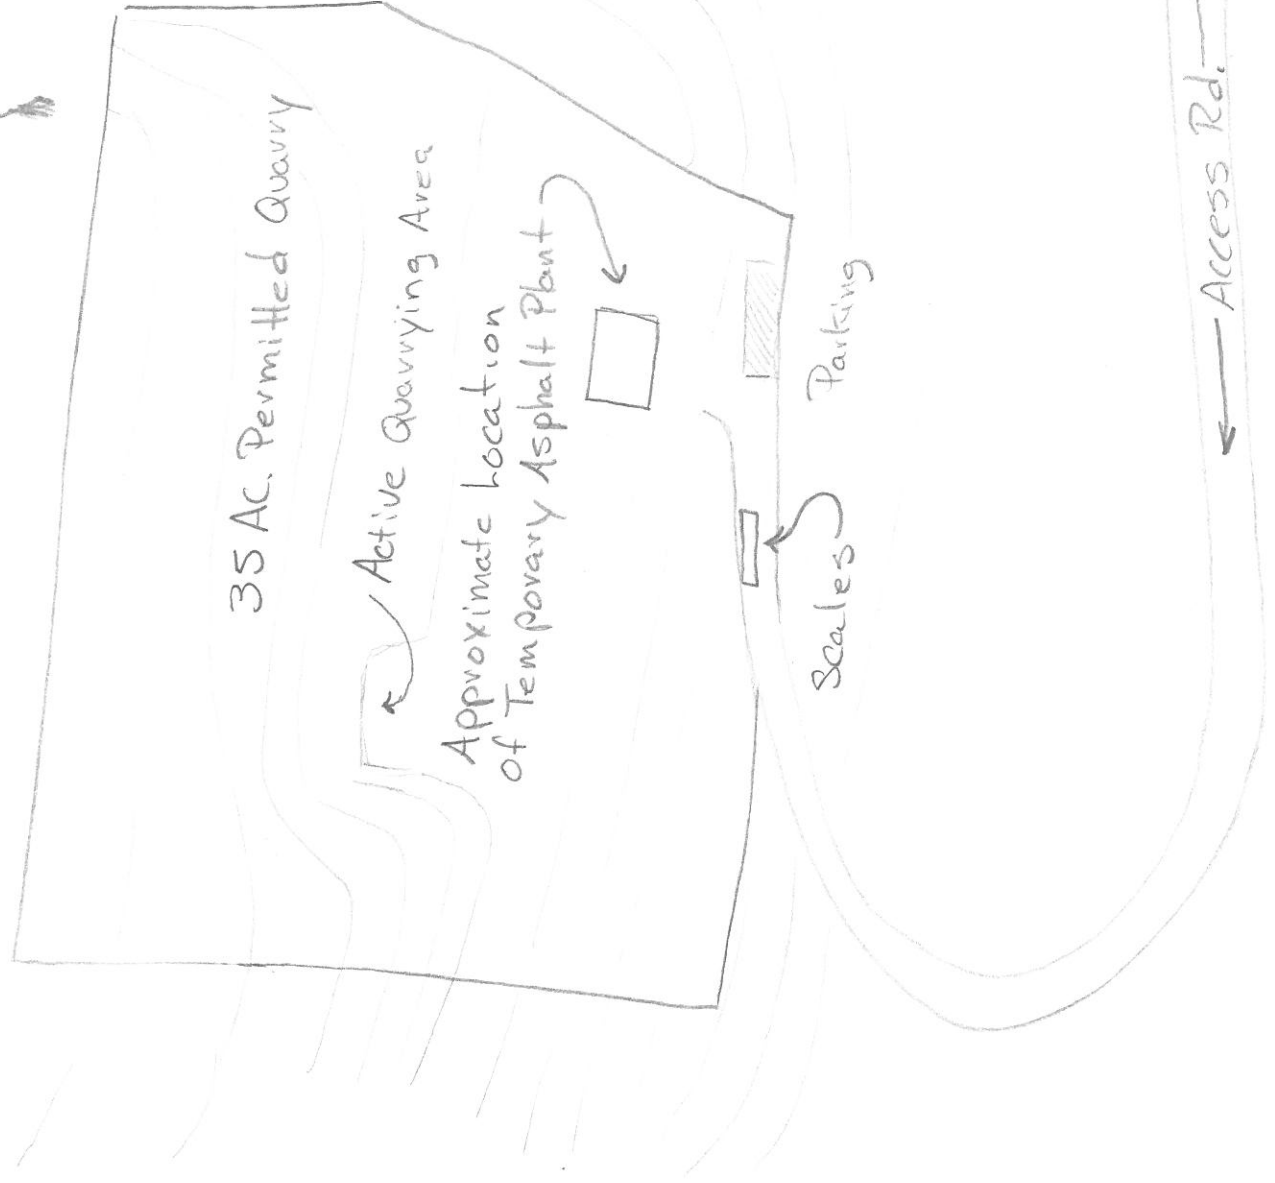 35 Ac. Permitted Quarry
Active Quarrying Area
Approximate Location
of Temporary Asphalt Plant
Parking
Scales
Access Rd.